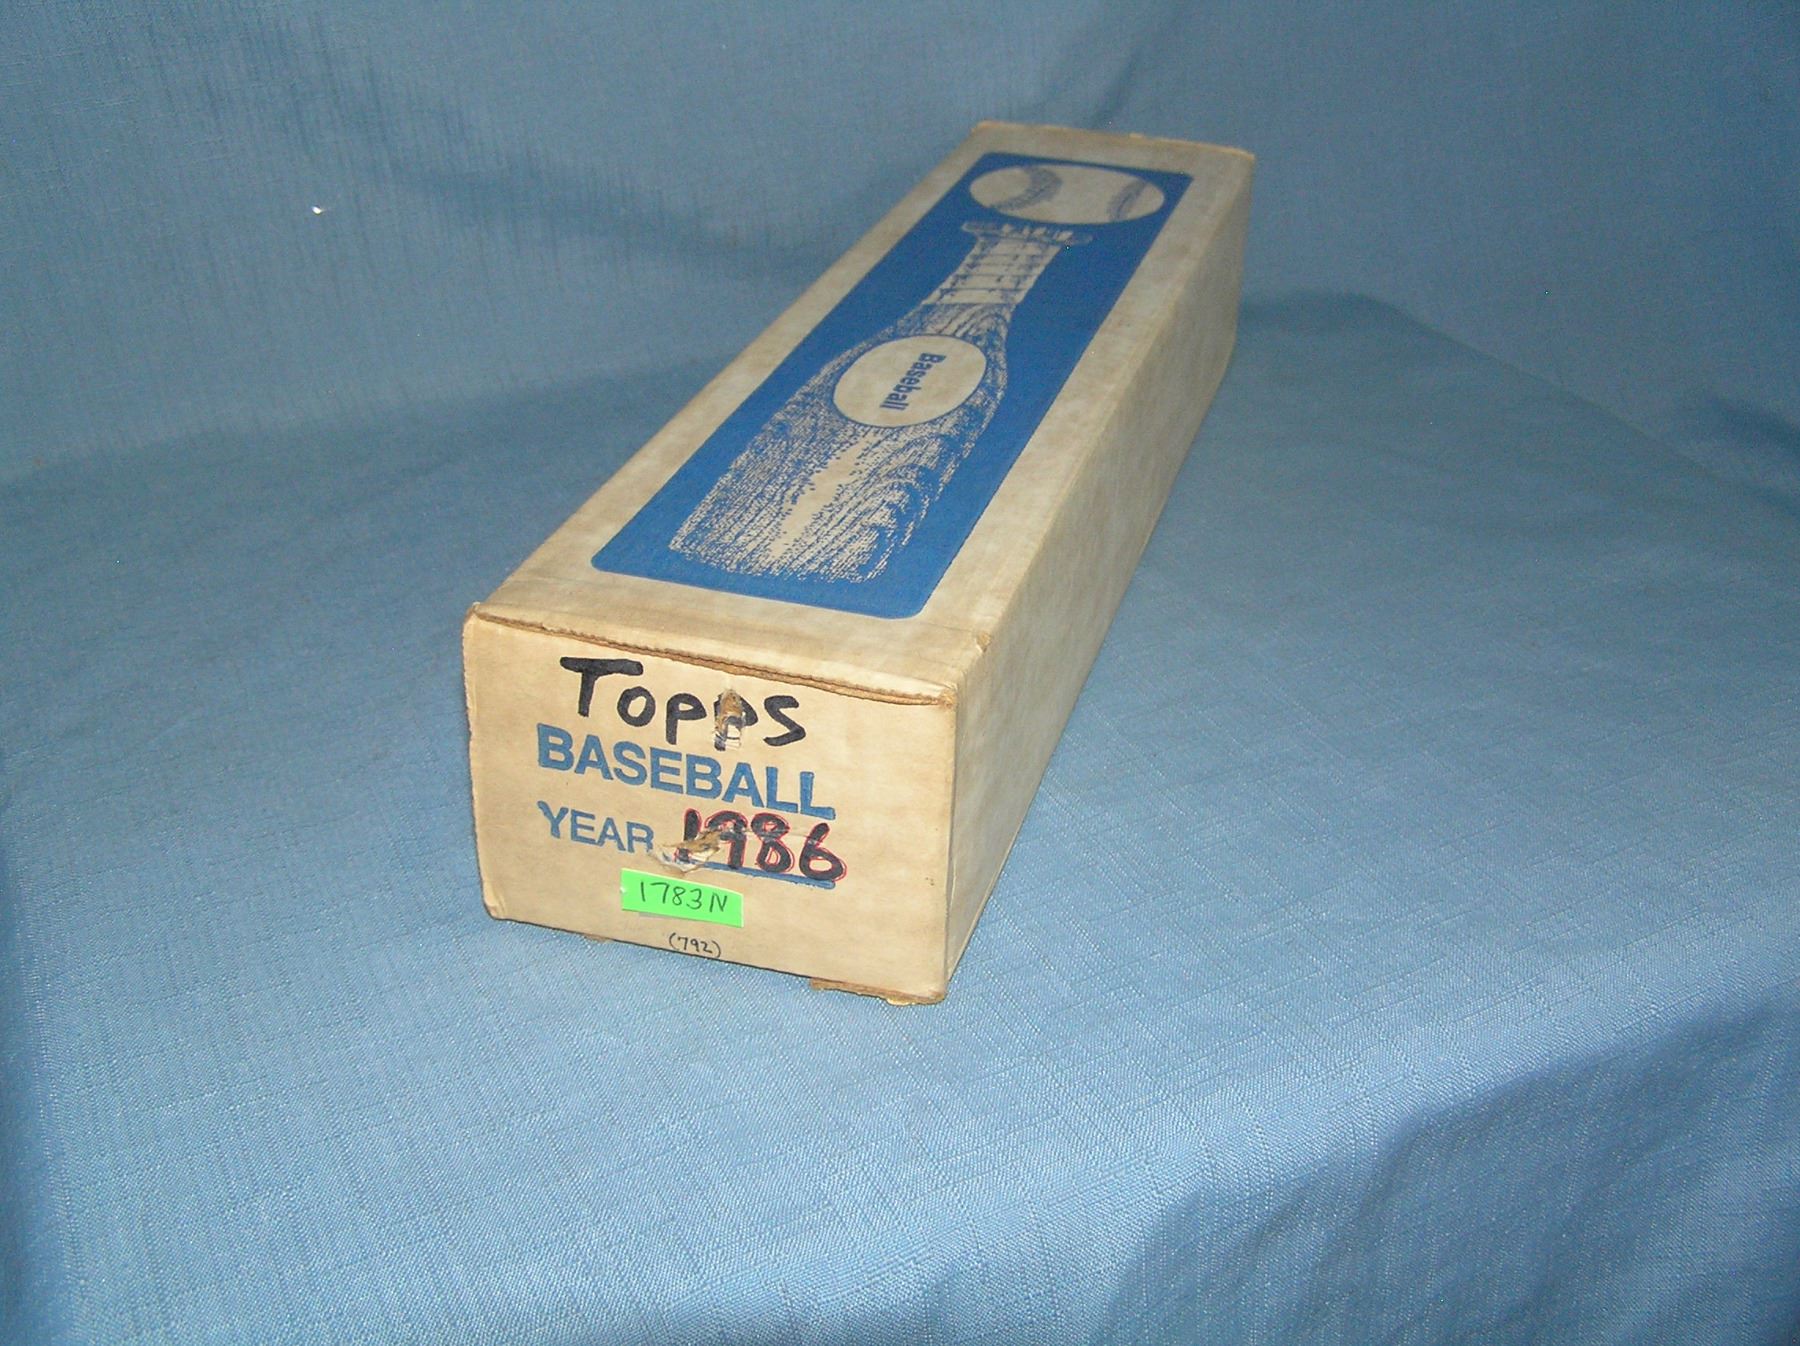 Baseball
Topps
BASEBALL
YEAR 1986
1783N
(792)